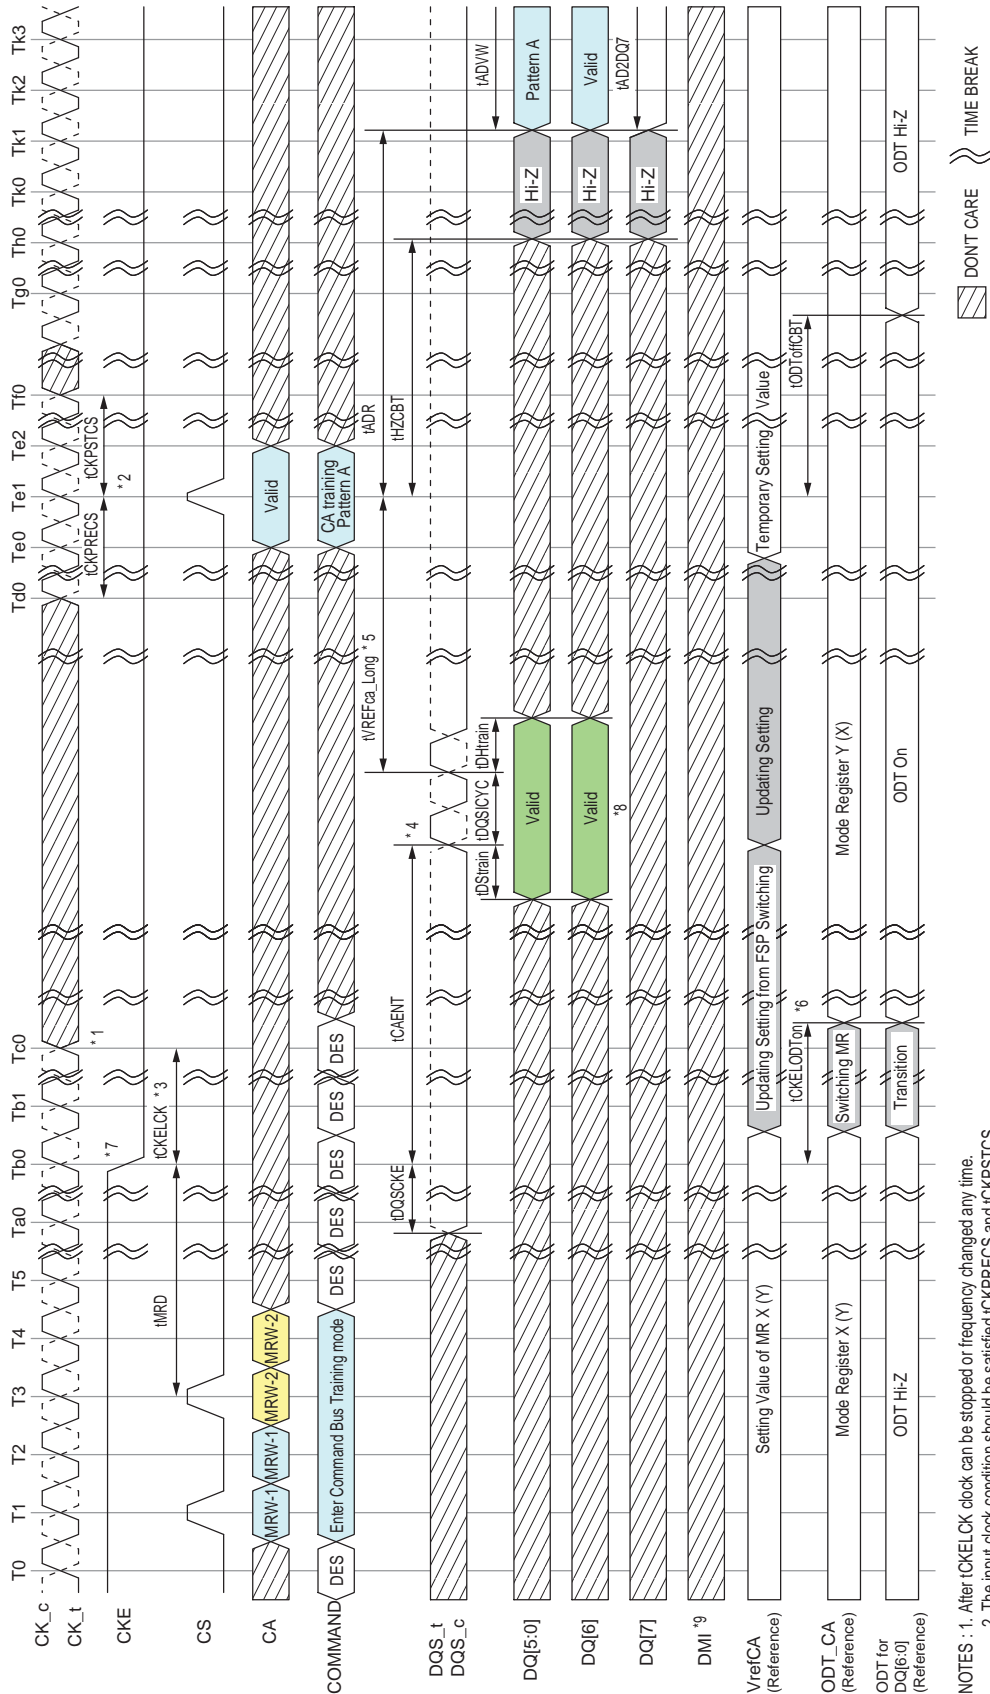 T0 T1 T2 T3 T4 T5 Ta0 Tb0 Tb1 Tc0 Td0 Te0 Te1 Te2 Tf0 Tg0 Th0 Tk0 Tk1 Tk2 Tk3
CK_c
CK_t
tCKPRECS tCKPSTCS
* 1
* 2
CKE
* 7
tMRD tCKELCK * 3
CS
CA
MRW-1 MRW-1 MRW-2 MRW-2 Valid
COMMAND
DES Enter Command Bus Training mode DES DES DES DES DES CA training
Pattern A
tADR
tVREFca_Long * 5 tHZCBT
tDQSCKE tCAENT * 4
DQS_t
DQS_c
tDStrain tDQSICYC tDHtrain tADVW
DQ[5:0]
Valid Hi-Z Pattern A
DQ[6]
Valid Hi-Z Valid
*8
tAD2DQ7
DQ[7]
Hi-Z
DMI *9
VrefCA
(Reference)
Setting Value of MR X (Y) Updating Setting from FSP Switching Updating Setting Temporary Setting Value
tCKELODTon *6 tODToffCBT
ODT_CA
(Reference)
Mode Register X (Y) Switching MR Mode Register Y (X)
ODT for
DQ[6:0]
(Reference)
ODT Hi-Z Transition ODT On ODT Hi-Z
DON'T CARE TIME BREAK
NOTES : 1. After tCKELCK clock can be stopped or frequency changed any time.
2. The input clock condition should be satisfied tCKPRECS and tCKPSTCS.